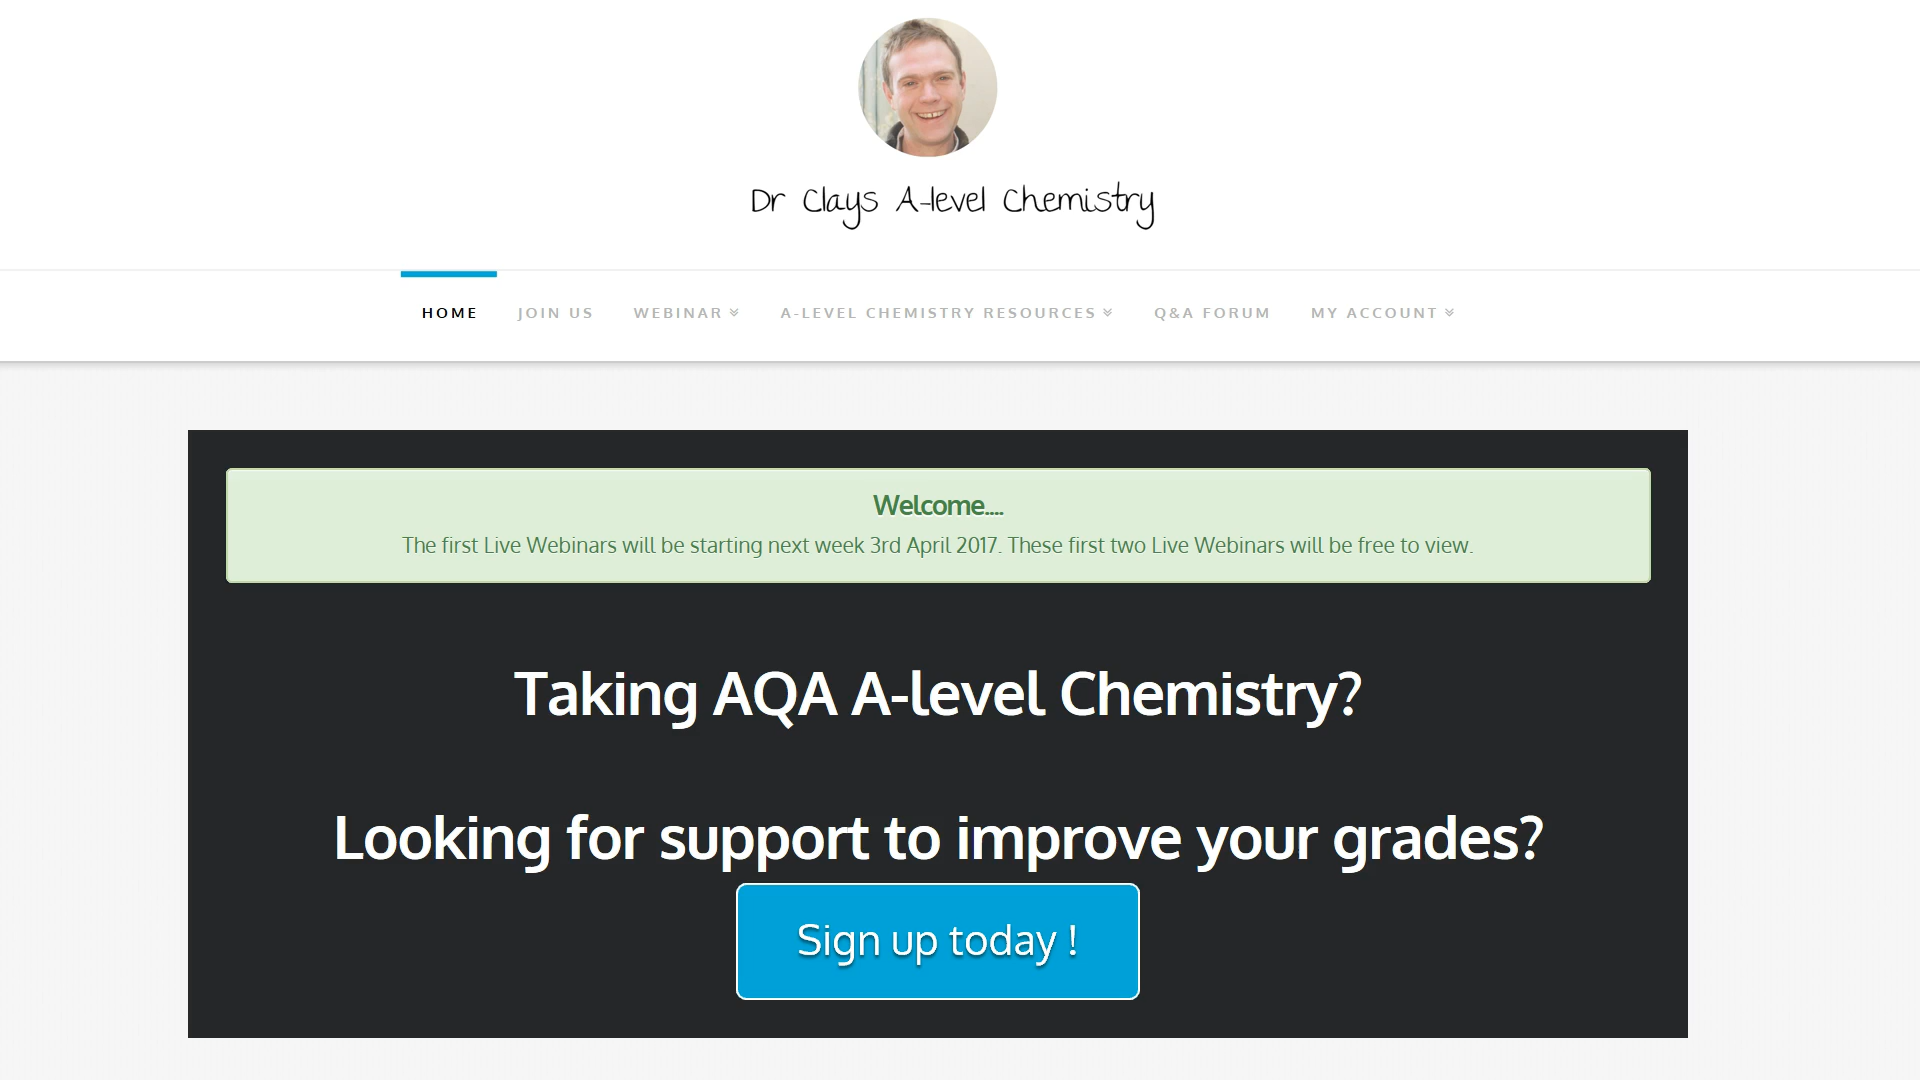 Dr Clays A-level Chemistry
HOME JOIN US WEBINAR A-LEVEL CHEMISTRY RESOURCES Q&A FORUM MY ACCOUNT
Welcome....
The first Live Webinars will be starting next week 3rd April 2017. These first two Live Webinars will be free to view.
Taking AQA A-level Chemistry?
Looking for support to improve your grades?
Sign up today !